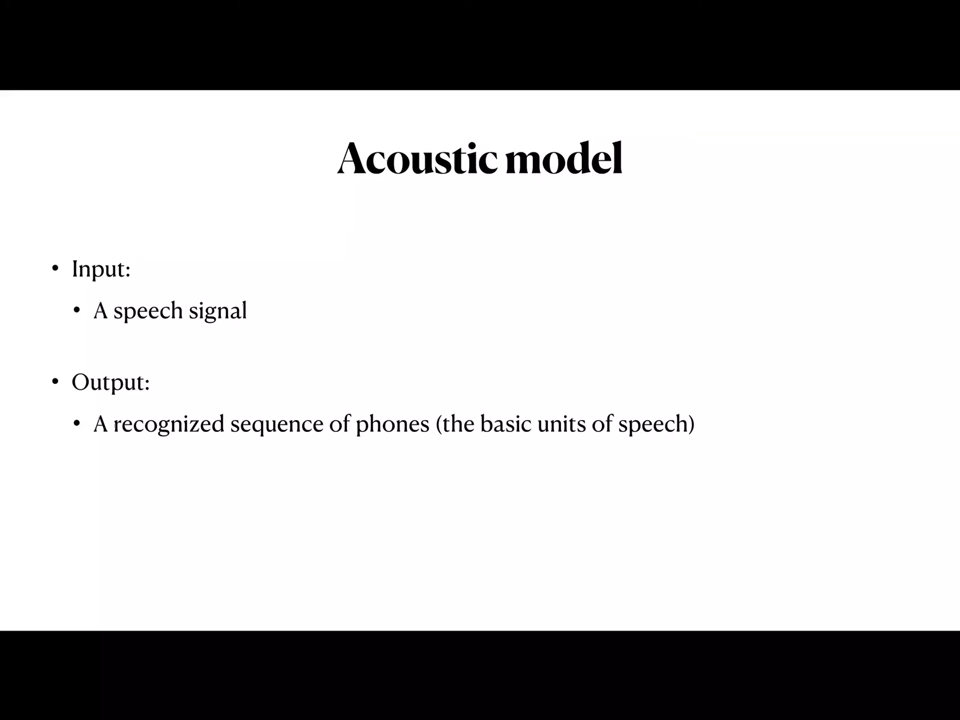 Acoustic model
• Input:
• A speech signal
• Output:
• A recognized sequence of phones (the basic units of speech)